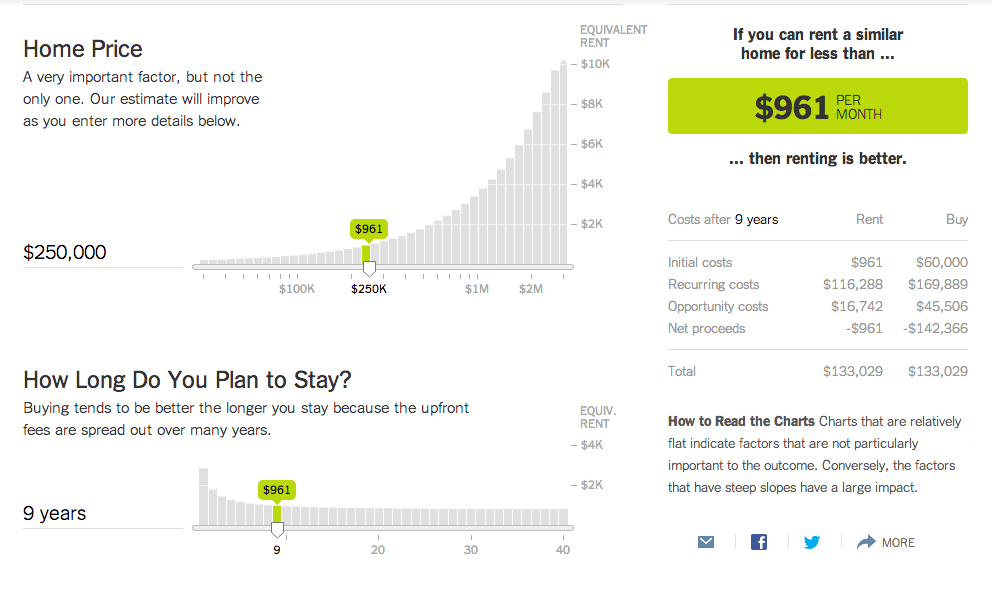 Home Price
A very important factor, but not the
only one. Our estimate will improve
as you enter more details below.
$250,000
EQUIVALENT
RENT
$10K
$8K
$6K
$4K
$2K
$961
$100K
$250K
$1M
$2M
How Long Do You Plan to Stay?
Buying tends to be better the longer you stay because the upfront
fees are spread out over many years.
9 years
EQUIV.
RENT
$4K
$2K
$961
9
20
30
40
If you can rent a similar
home for less than ...
$961 PER
MONTH
... then renting is better.
Costs after 9 years Rent Buy
Initial costs $961 $60,000
Recurring costs $116,288 $169,889
Opportunity costs $16,742 $45,506
Net proceeds -$961 -$142,366
Total $133,029 $133,029
How to Read the Charts Charts that are relatively
flat indicate factors that are not particularly
important to the outcome. Conversely, the factors
that have steep slopes have a large impact.
MORE